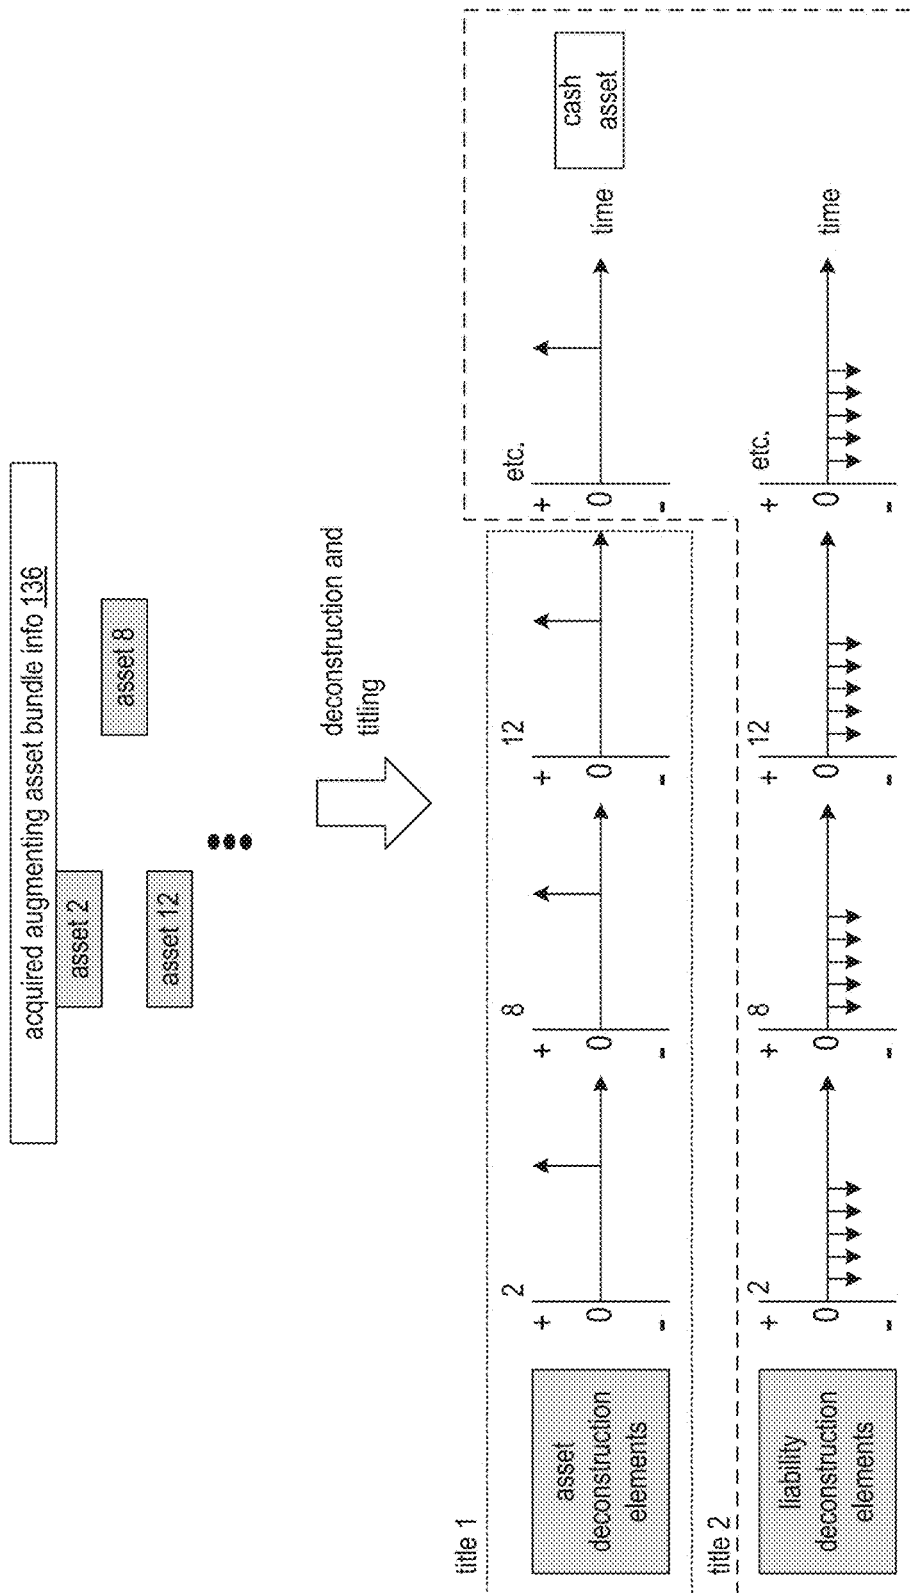 acquired augmenting asset bundle info 136
asset 2
asset 8
asset 12
deconstruction and
titling
title 1
asset
deconstruction
elements
2
+
0
-
8
+
0
-
12
+
0
-
etc.
+
0
-
time
cash
asset
title 2
liability
deconstruction
elements
2
+
0
-
8
+
0
-
12
+
0
-
etc.
+
0
-
time